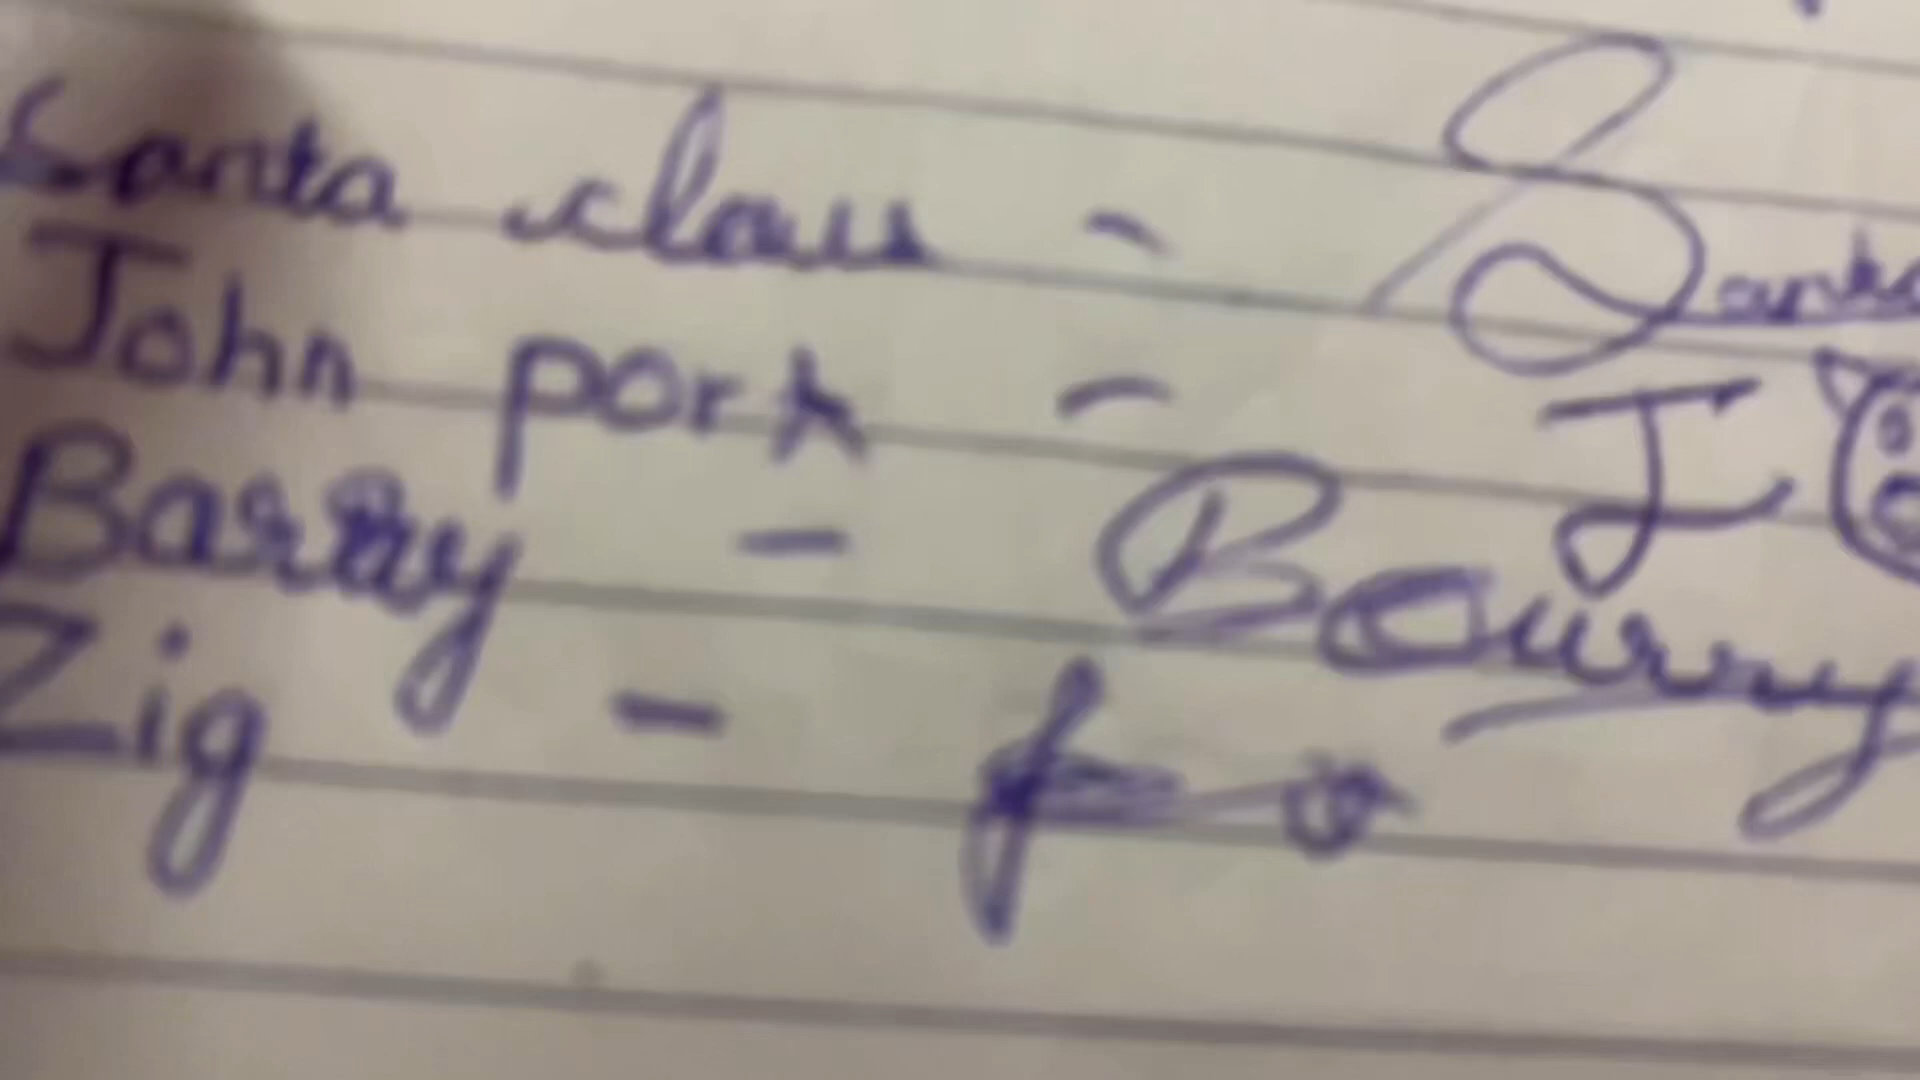 Santa claus - Santa
John pork - J
Barry - Barry
Zig -